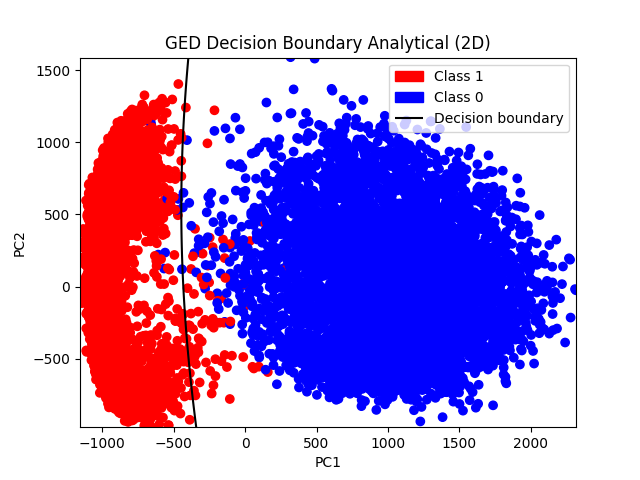 GED Decision Boundary Analytical (2D)
Class 1
Class 0
Decision boundary
PC2
1500
1000
500
0
−500
−1000 −500 0 500 1000 1500 2000
PC1